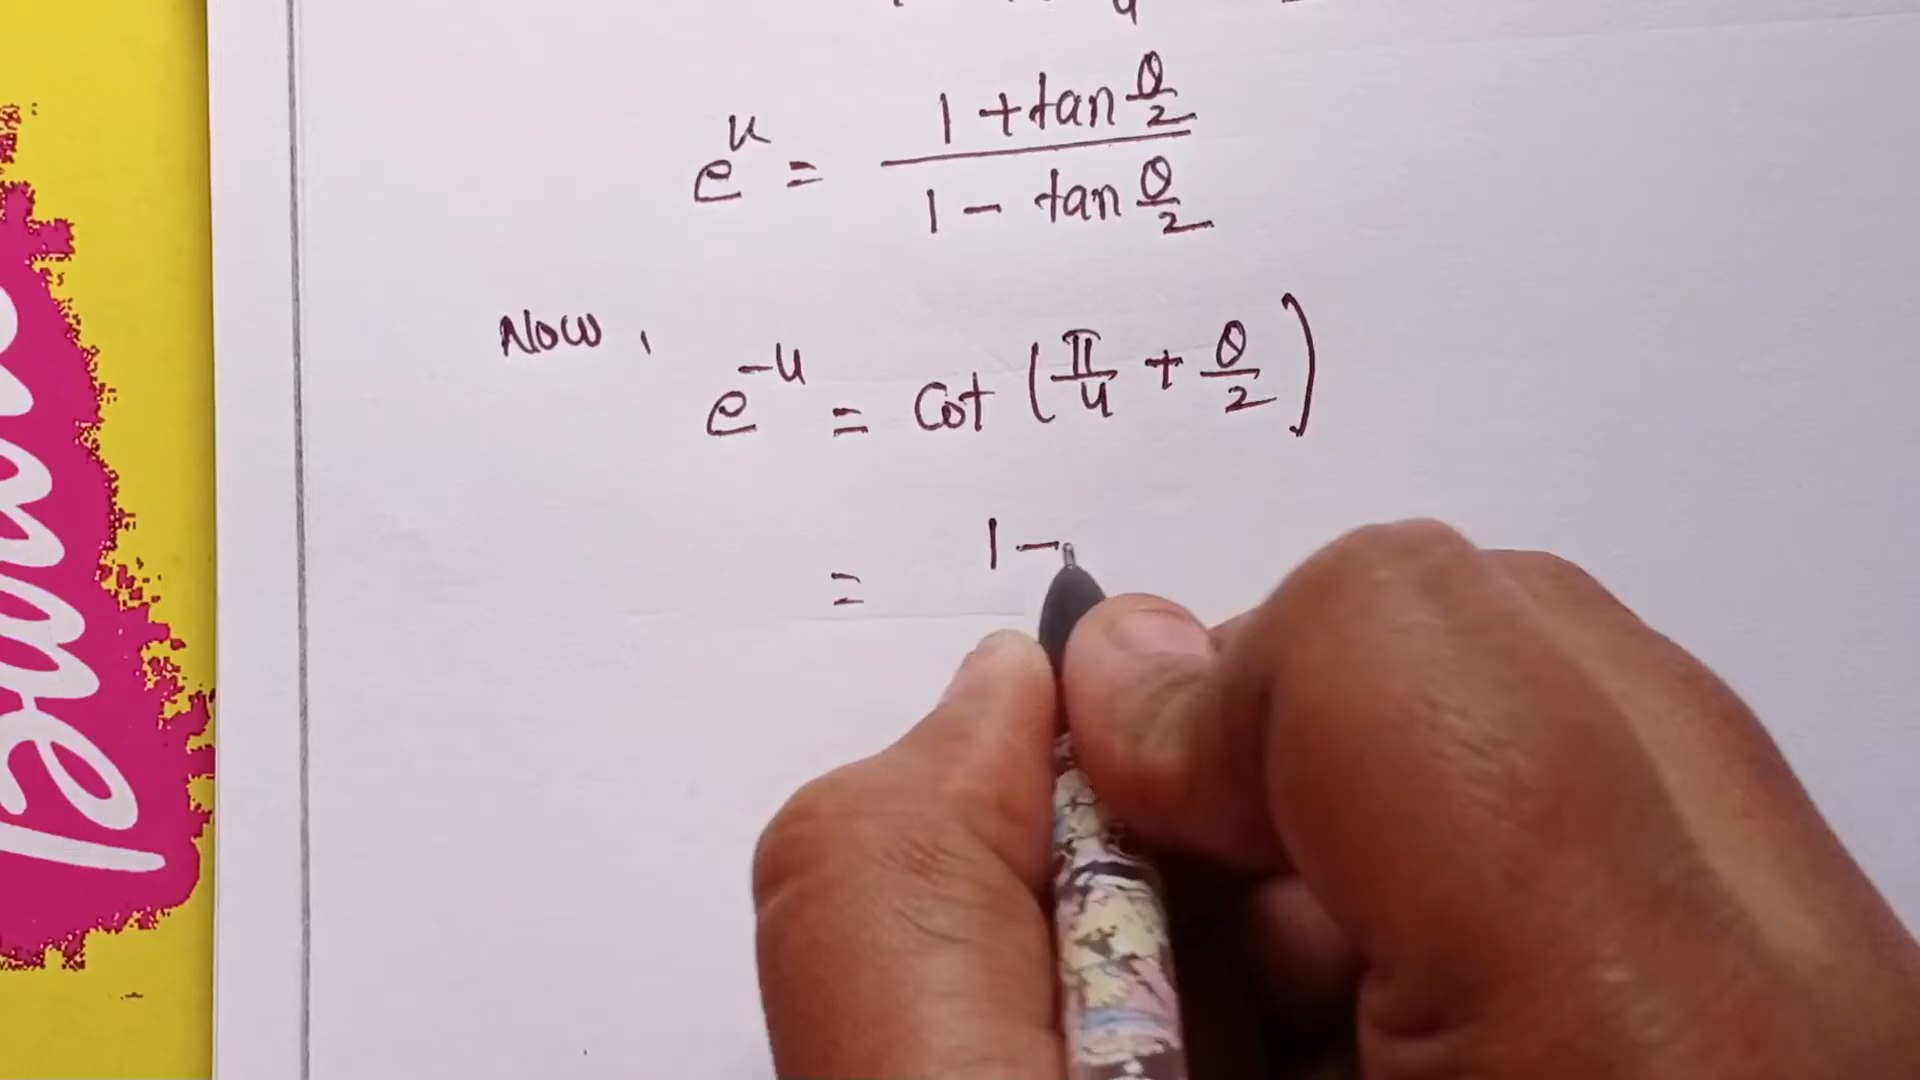 e^u = (1 + tan θ/2) / (1 - tan θ/2)
Now, e^-u = Cot (π/4 + θ/2)
= 1 -